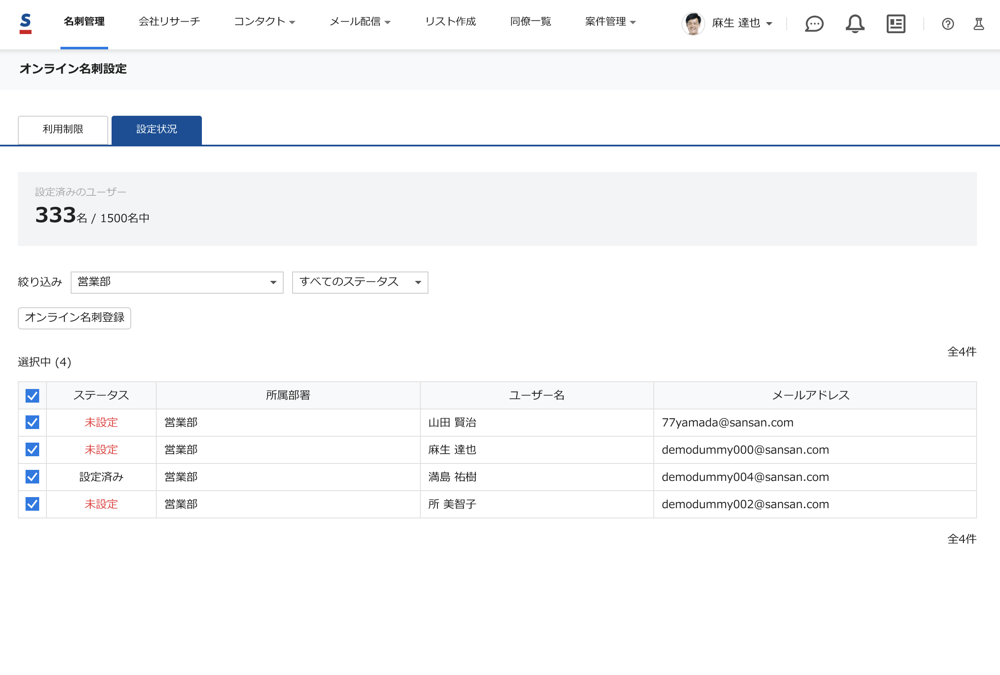 S 名刺管理 会社リサーチ コンタクト メール配信 リスト作成 同僚一覧 案件管理 麻生 達也
オンライン名刺設定
利用制限 設定状況
設定済みのユーザー
333名 / 1500名中
絞り込み 営業部 すべてのステータス
オンライン名刺登録
全4件
選択中 (4)
ステータス 所属部署 ユーザー名 メールアドレス
未設定 営業部 山田 賢治 77yamada@sansan.com
未設定 営業部 麻生 達也 demodummy000@sansan.com
設定済み 営業部 満島 祐樹 demodummy004@sansan.com
未設定 営業部 所 美智子 demodummy002@sansan.com
全4件